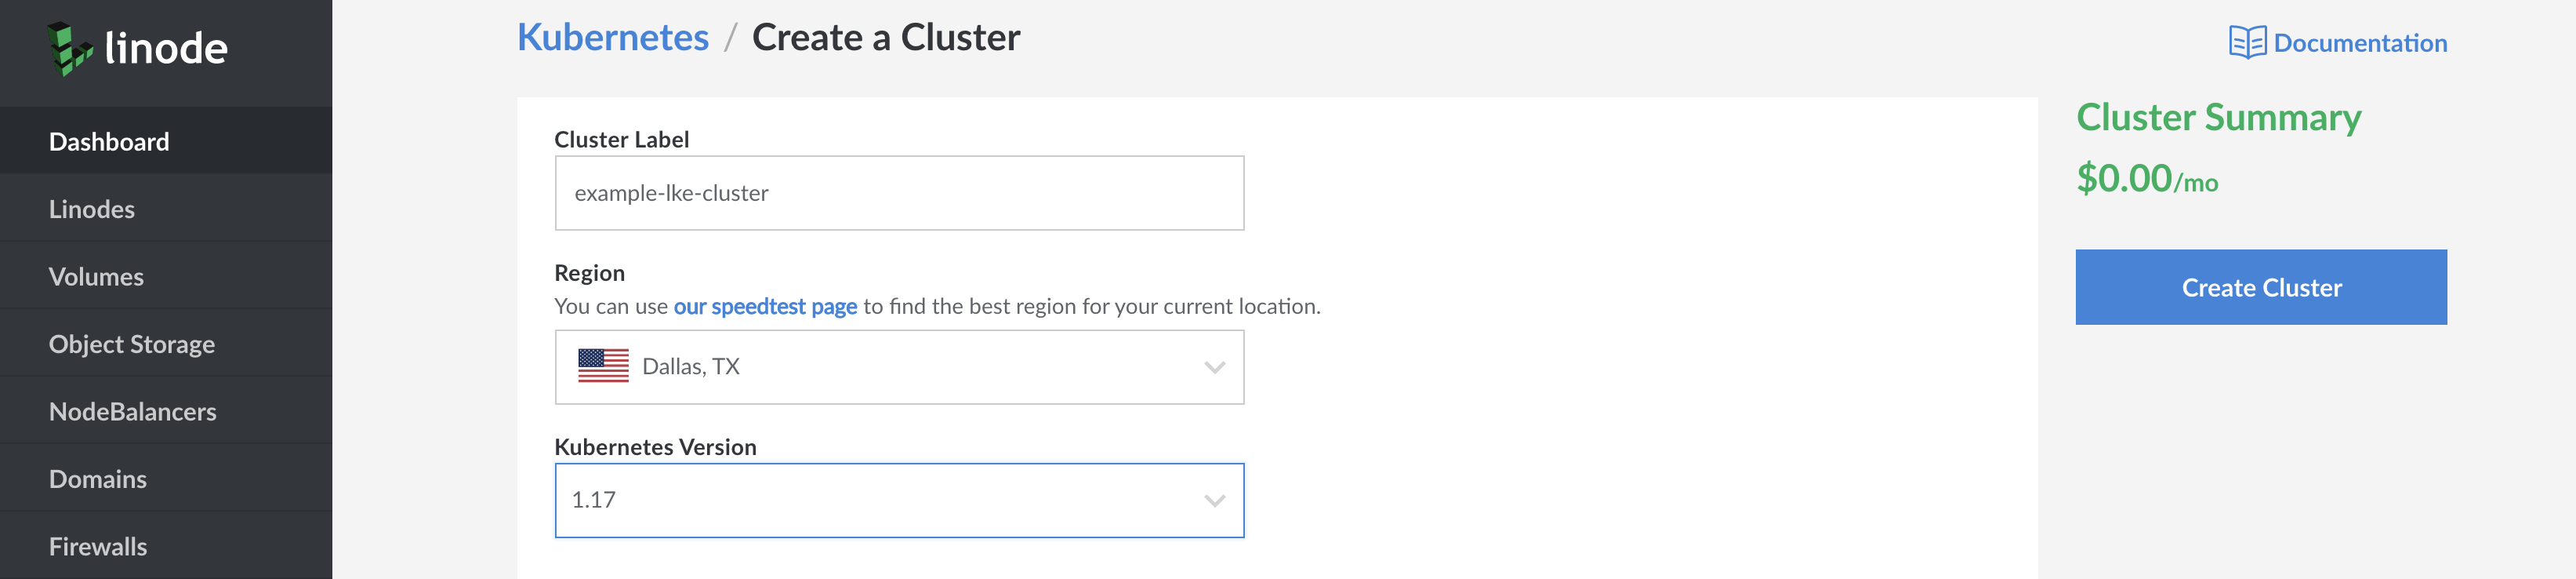 linode
Dashboard
Linodes
Volumes
Object Storage
NodeBalancers
Domains
Firewalls
Kubernetes / Create a Cluster
Documentation
Cluster Label
example-lke-cluster
Region
You can use our speedtest page to find the best region for your current location.
Dallas, TX
Kubernetes Version
1.17
Cluster Summary
$0.00/mo
Create Cluster